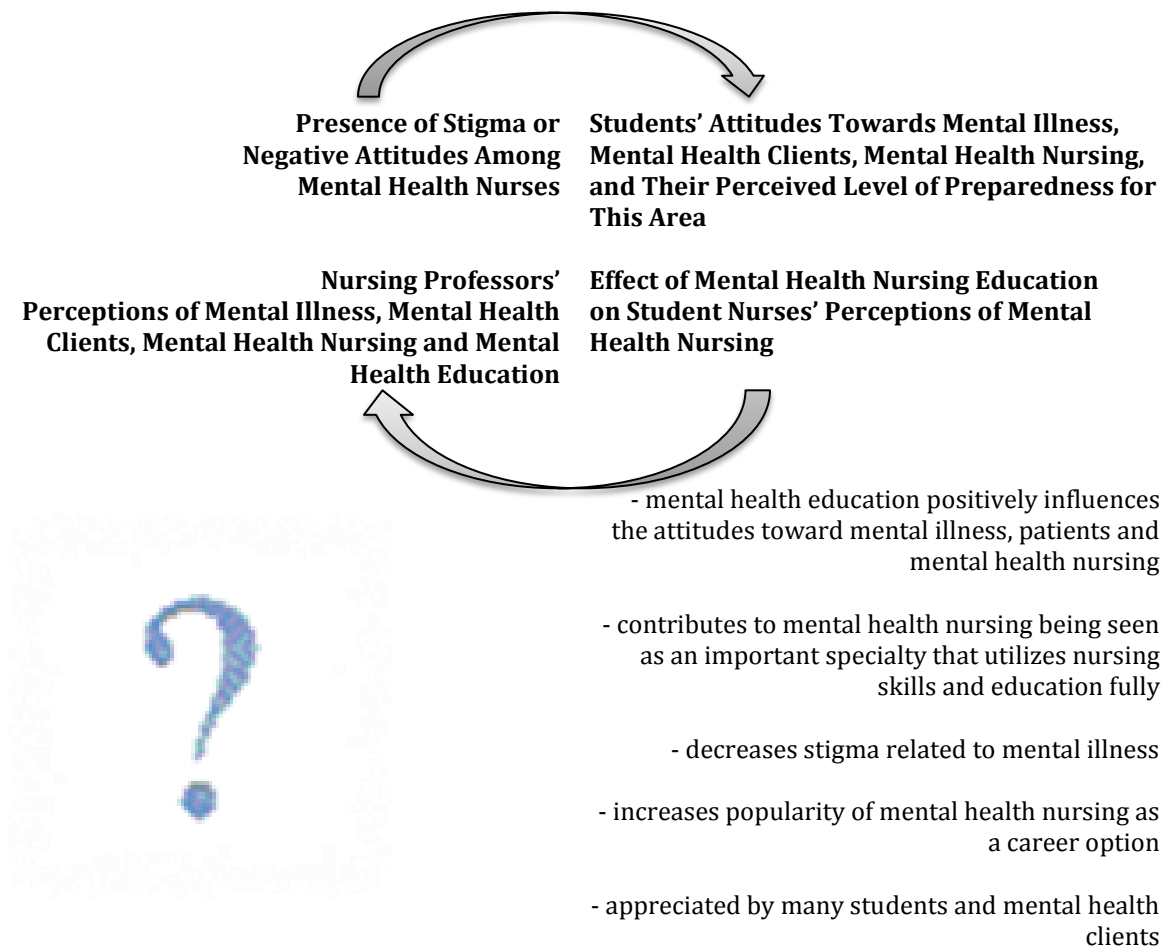 Presence of Stigma or
Negative Attitudes Among
Mental Health Nurses
Students’ Attitudes Towards Mental Illness,
Mental Health Clients, Mental Health Nursing,
and Their Perceived Level of Preparedness for
This Area
Nursing Professors’
Perceptions of Mental Illness, Mental Health
Clients, Mental Health Nursing and Mental
Health Education
Effect of Mental Health Nursing Education
on Student Nurses’ Perceptions of Mental
Health Nursing
- mental health education positively influences
the attitudes toward mental illness, patients and
mental health nursing
- contributes to mental health nursing being seen
as an important specialty that utilizes nursing
skills and education fully
- decreases stigma related to mental illness
- increases popularity of mental health nursing as
a career option
- appreciated by many students and mental health
clients
?